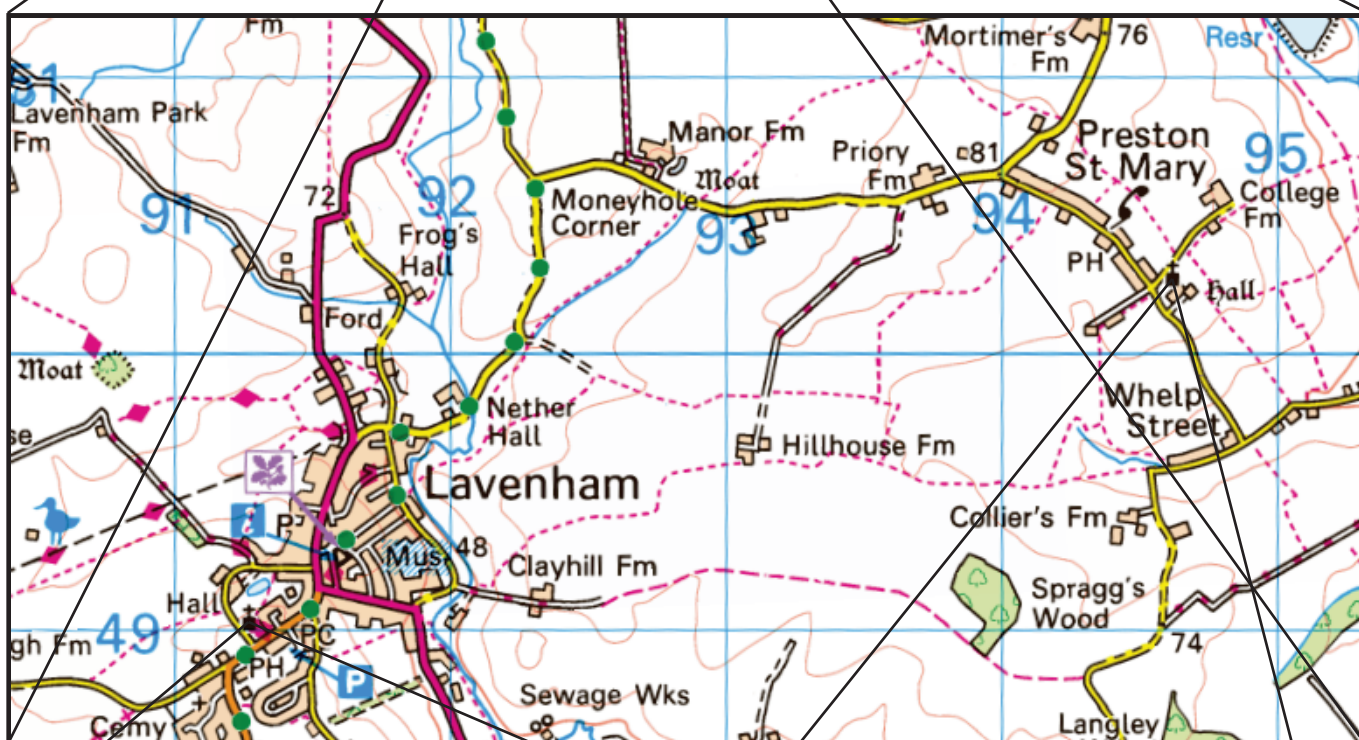 Fm
Mortimer's
Fm
76
Resr
51
Lavenham Park
Fm
Manor Fm
Priory
Fm
81
Preston
St Mary
95
College
Fm
72
91
92
Moneyhole
Corner
Moat
93
94
Frog's
Hall
PH
Hall
Ford
Moat
Nether
Hall
Whelp
Street
se
Hillhouse Fm
Lavenham
P
Mus
48
Clayhill Fm
Collier's Fm
Spragg's
Wood
Hall
PC
49
gh Fm
PH
P
74
Sewage Wks
Cemy
Langley